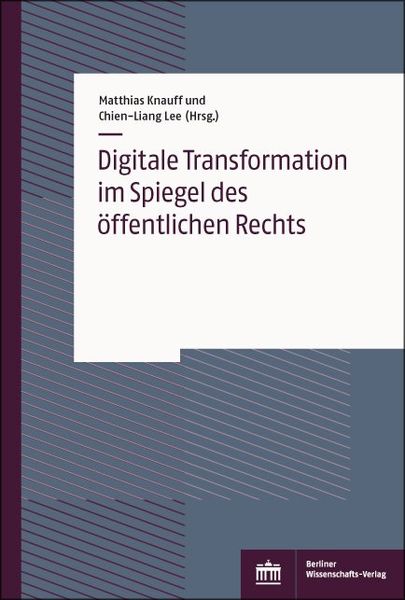 Matthias Knauff und
Chien-Liang Lee (Hrsg.)
Digitale Transformation
im Spiegel des
öffentlichen Rechts
Berliner
Wissenschafts-Verlag